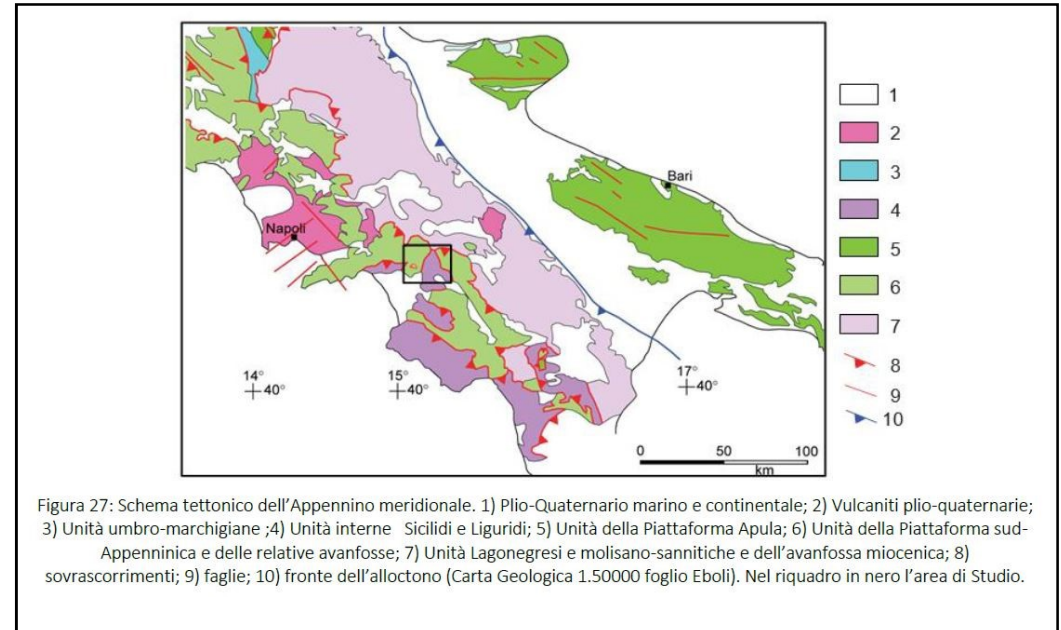 Bari
Napoli
14°
40°
15°
40°
17°
40°
0 50 100
km
1
2
3
4
5
6
7
8
9
10
Figura 27: Schema tettonico dell'Appennino meridionale. 1) Plio-Quaternario marino e continentale; 2) Vulcaniti plio-quaternarie;
3) Unità umbro-marchigiane ;4) Unità interne Sicilidi e Liguridi; 5) Unità della Piattaforma Apula; 6) Unità della Piattaforma sud-
Appenninica e delle relative avanfosse; 7) Unità Lagonegresi e molisano-sannitiche e dell'avanfossa miocenica; 8)
sovrascorrimenti; 9) faglie; 10) fronte dell'alloctono (Carta Geologica 1.50000 foglio Eboli). Nel riquadro in nero l'area di Studio.